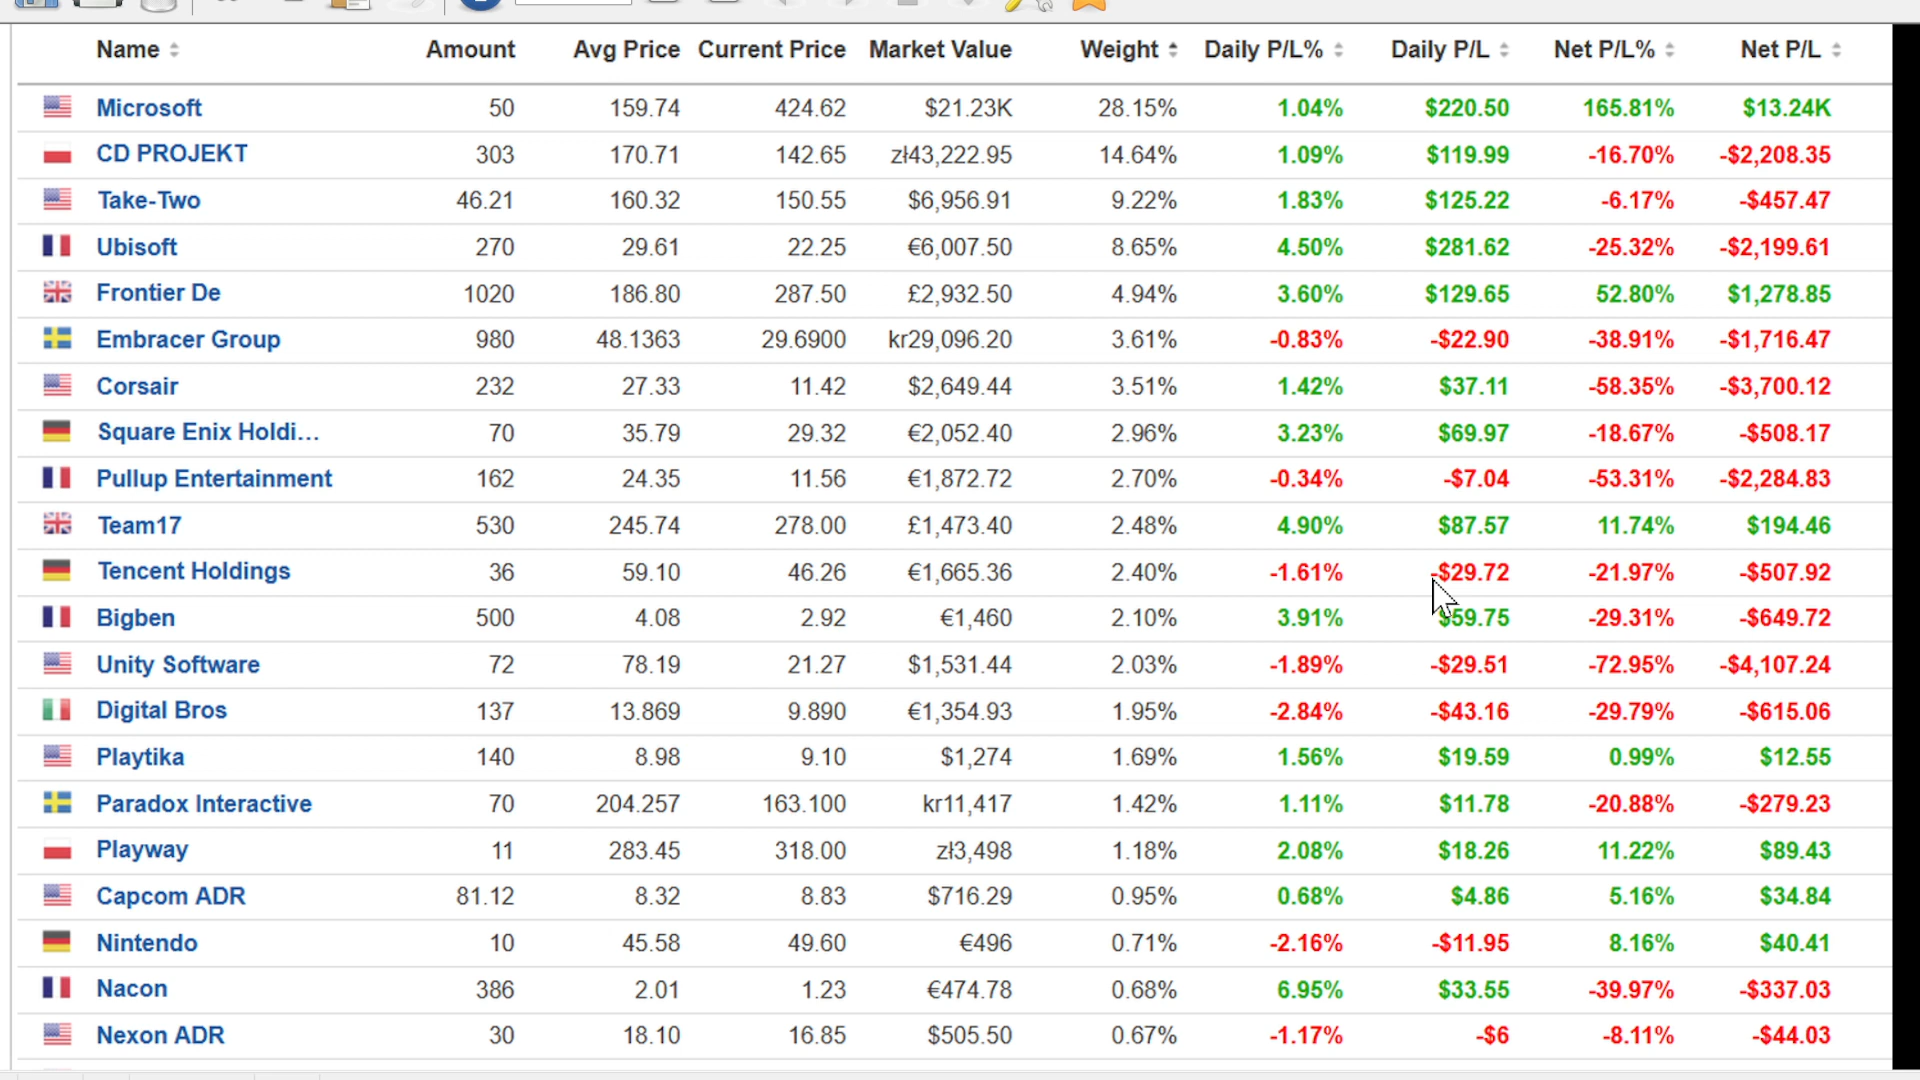 Name Amount Avg Price Current Price Market Value Weight Daily P/L% Daily P/L Net P/L% Net P/L
Microsoft 50 159.74 424.62 $21.23K 28.15% 1.04% $220.50 165.81% $13.24K
CD PROJEKT 303 170.71 142.65 zł43,222.95 14.64% 1.09% $119.99 -16.70% -$2,208.35
Take-Two 46.21 160.32 150.55 $6,956.91 9.22% 1.83% $125.22 -6.17% -$457.47
Ubisoft 270 29.61 22.25 €6,007.50 8.65% 4.50% $281.62 -25.32% -$2,199.61
Frontier De 1020 186.80 287.50 £2,932.50 4.94% 3.60% $129.65 52.80% $1,278.85
Embracer Group 980 48.1363 29.6900 kr29,096.20 3.61% -0.83% -$22.90 -38.91% -$1,716.47
Corsair 232 27.33 11.42 $2,649.44 3.51% 1.42% $37.11 -58.35% -$3,700.12
Square Enix Holdi... 70 35.79 29.32 €2,052.40 2.96% 3.23% $69.97 -18.67% -$508.17
Pullup Entertainment 162 24.35 11.56 €1,872.72 2.70% -0.34% -$7.04 -53.31% -$2,284.83
Team17 530 245.74 278.00 £1,473.40 2.48% 4.90% $87.57 11.74% $194.46
Tencent Holdings 36 59.10 46.26 €1,665.36 2.40% -1.61% -$29.72 -21.97% -$507.92
Bigben 500 4.08 2.92 €1,460 2.10% 3.91% $59.75 -29.31% -$649.72
Unity Software 72 78.19 21.27 $1,531.44 2.03% -1.89% -$29.51 -72.95% -$4,107.24
Digital Bros 137 13.869 9.890 €1,354.93 1.95% -2.84% -$43.16 -29.79% -$615.06
Playtika 140 8.98 9.10 $1,274 1.69% 1.56% $19.59 0.99% $12.55
Paradox Interactive 70 204.257 163.100 kr11,417 1.42% 1.11% $11.78 -20.88% -$279.23
Playway 11 283.45 318.00 zł3,498 1.18% 2.08% $18.26 11.22% $89.43
Capcom ADR 81.12 8.32 8.83 $716.29 0.95% 0.68% $4.86 5.16% $34.84
Nintendo 10 45.58 49.60 €496 0.71% -2.16% -$11.95 8.16% $40.41
Nacon 386 2.01 1.23 €474.78 0.68% 6.95% $33.55 -39.97% -$337.03
Nexon ADR 30 18.10 16.85 $505.50 0.67% -1.17% -$6 -8.11% -$44.03